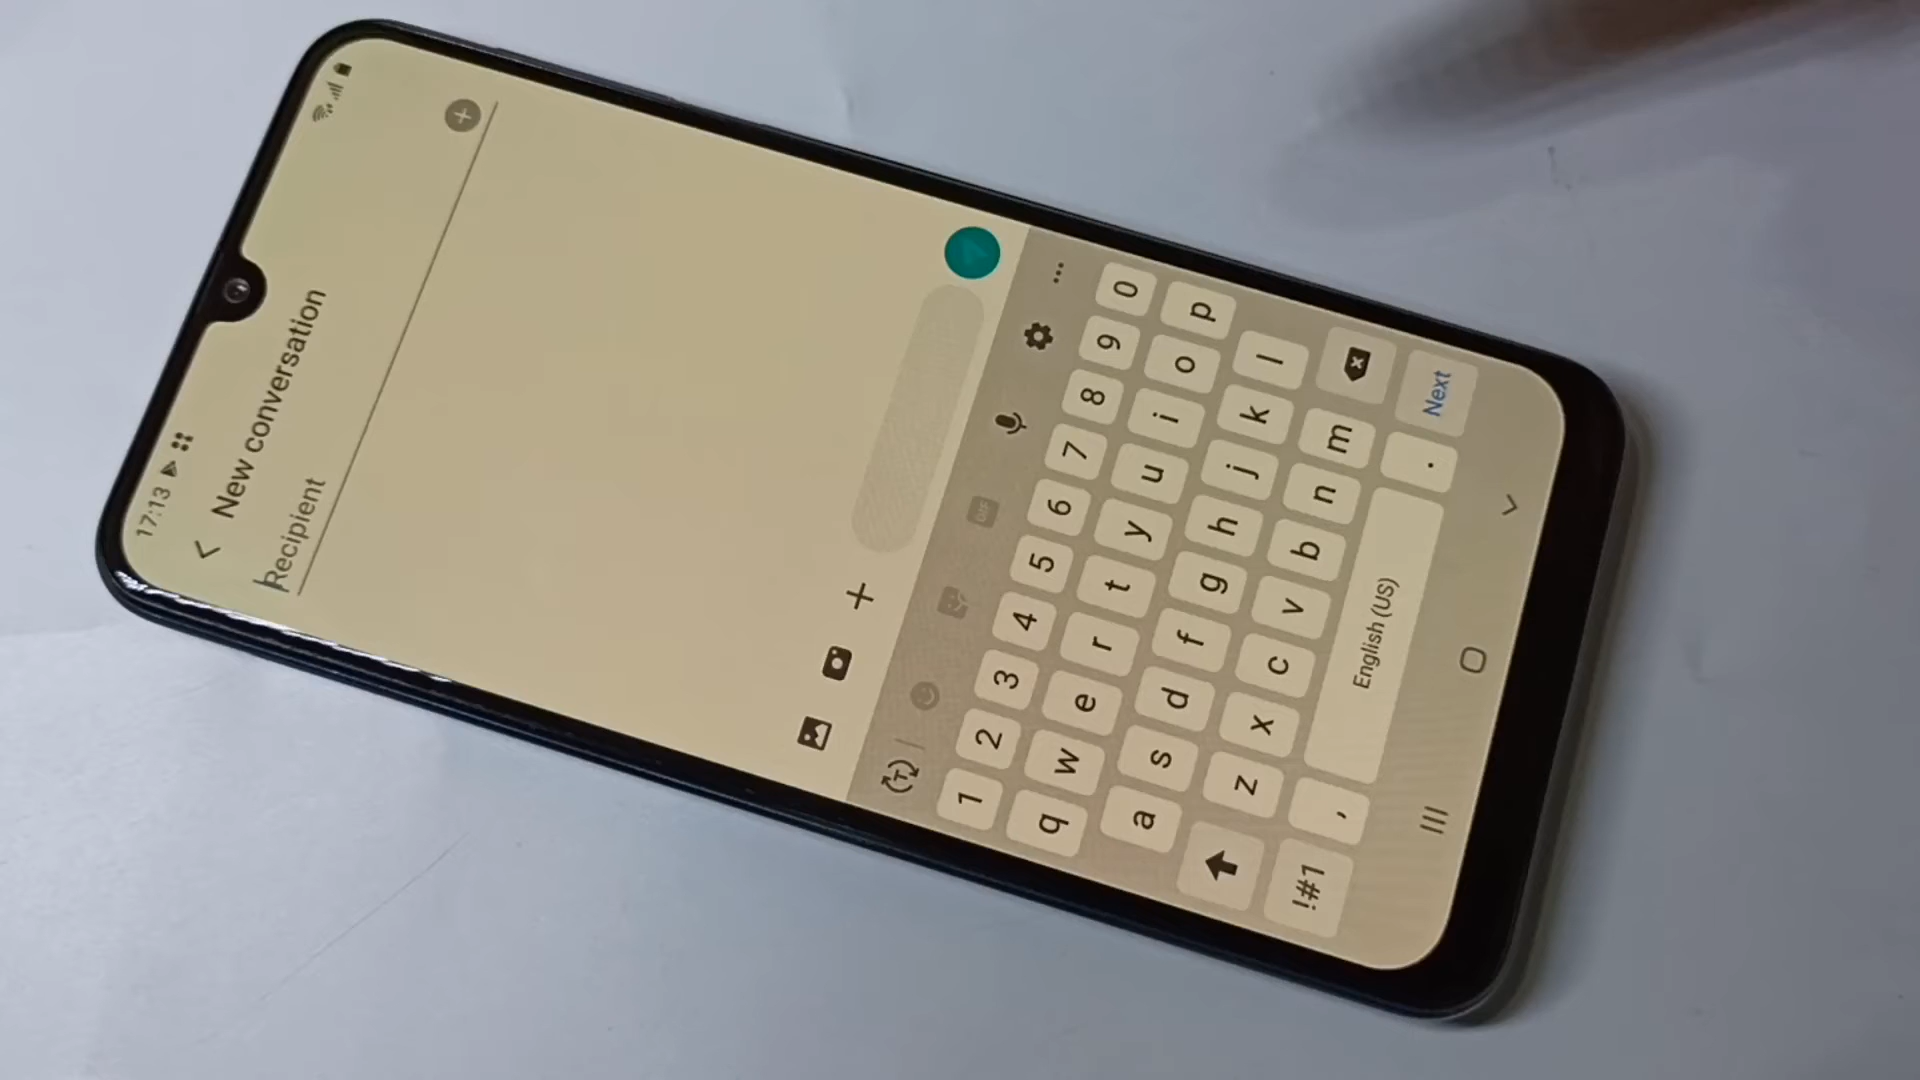 17:13
New conversation
Recipient
GIF
T
1 2 3 4 5 6 7 8 9 0
q w e r t y u i o p
a s d f g h j k l
z x c v b n m
!#1 , English (US) . Next